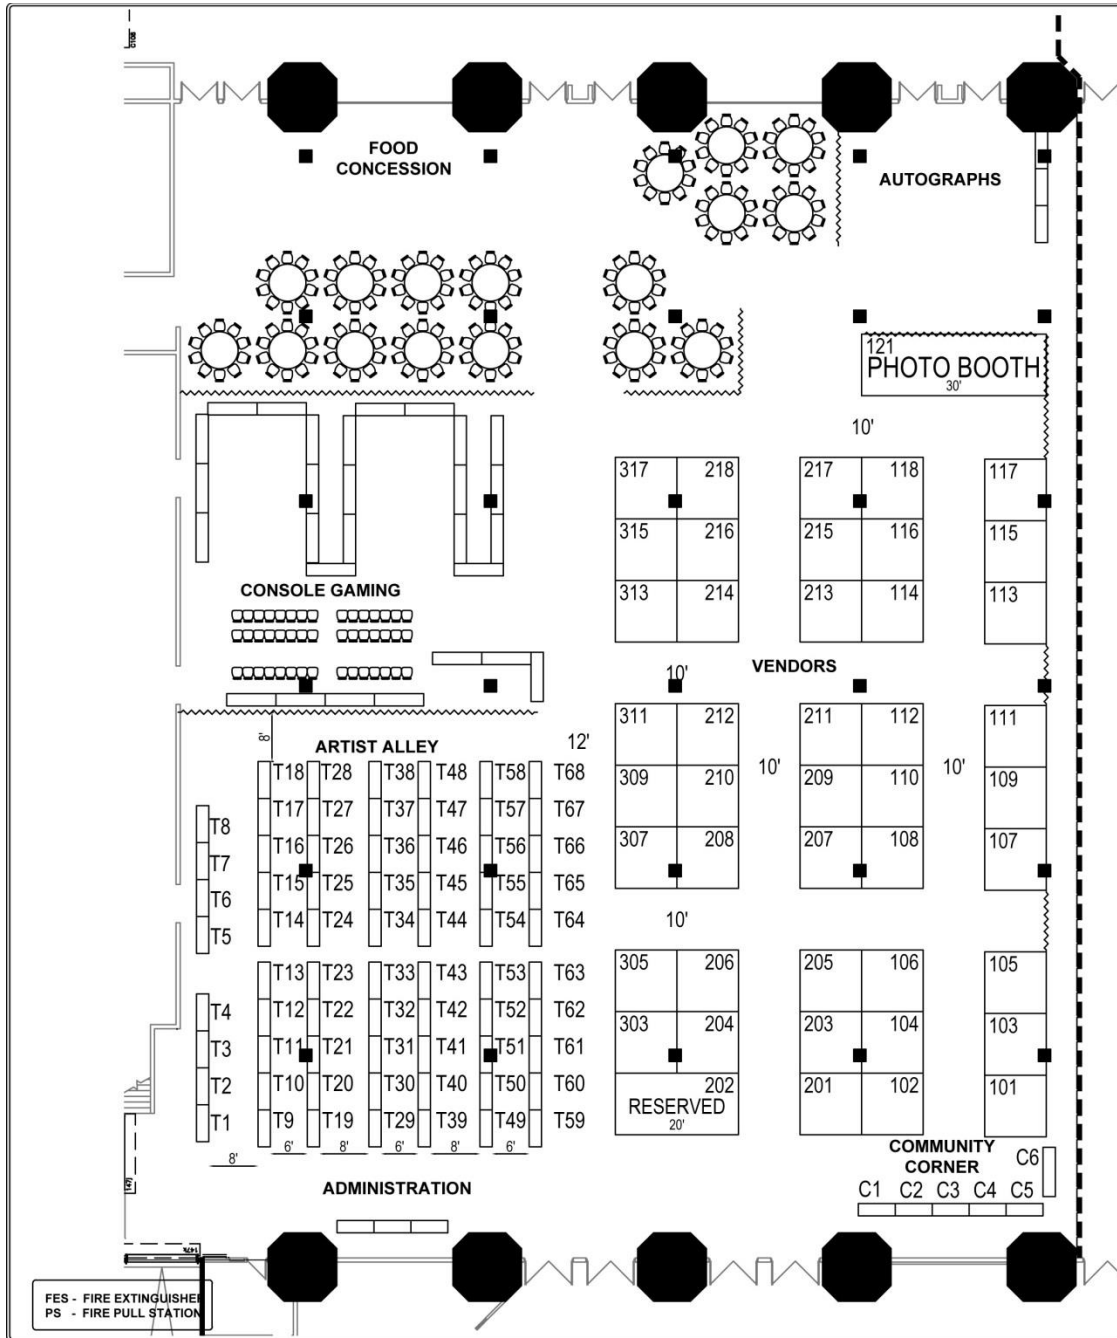 C108
FOOD
CONCESSION
AUTOGRAPHS
121
PHOTO BOOTH
30'
10'
317 218 217 118 117
315 216 215 116 115
313 214 213 114 113
CONSOLE GAMING
VENDORS
10'
311 212 211 112 111
8'
ARTIST ALLEY
12'
10'
10'
309 210 209 110 109
307 208 207 108 107
T18 T28 T38 T48 T58 T68
T17 T27 T37 T47 T57 T67
T8
T16 T26 T36 T46 T56 T66
T7
T15 T25 T35 T45 T55 T65
T6
T14 T24 T34 T44 T54 T64
T5
10'
305 206 205 106 105
T13 T23 T33 T43 T53 T63
T4
T12 T22 T32 T42 T52 T62
303 204 203 104 103
T3
T11 T21 T31 T41 T51 T61
T2
T10 T20 T30 T40 T50 T60
202 201 102 101
RESERVED
20'
T1
T9 T19 T29 T39 T49 T59
6' 8' 6' 8' 6'
8'
COMMUNITY
CORNER
C6
C1 C2 C3 C4 C5
ADMINISTRATION
147j
147k
FES - FIRE EXTINGUISHER
PS - FIRE PULL STATION